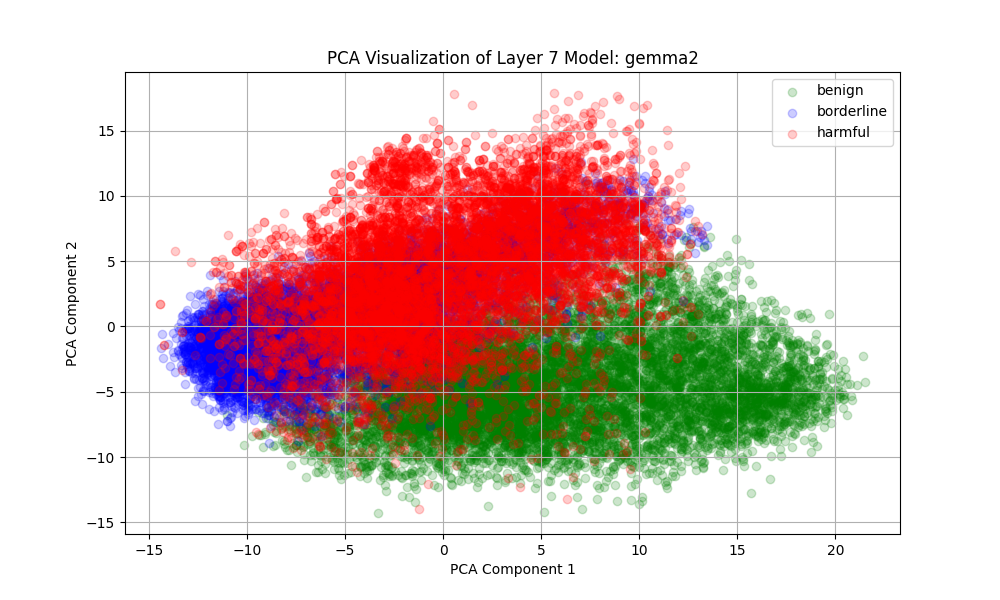 PCA Visualization of Layer 7 Model: gemma2
benign
borderline
harmful
15
10
5
0
−5
−10
−15
PCA Component 2
−15 −10 −5 0 5 10 15 20
PCA Component 1